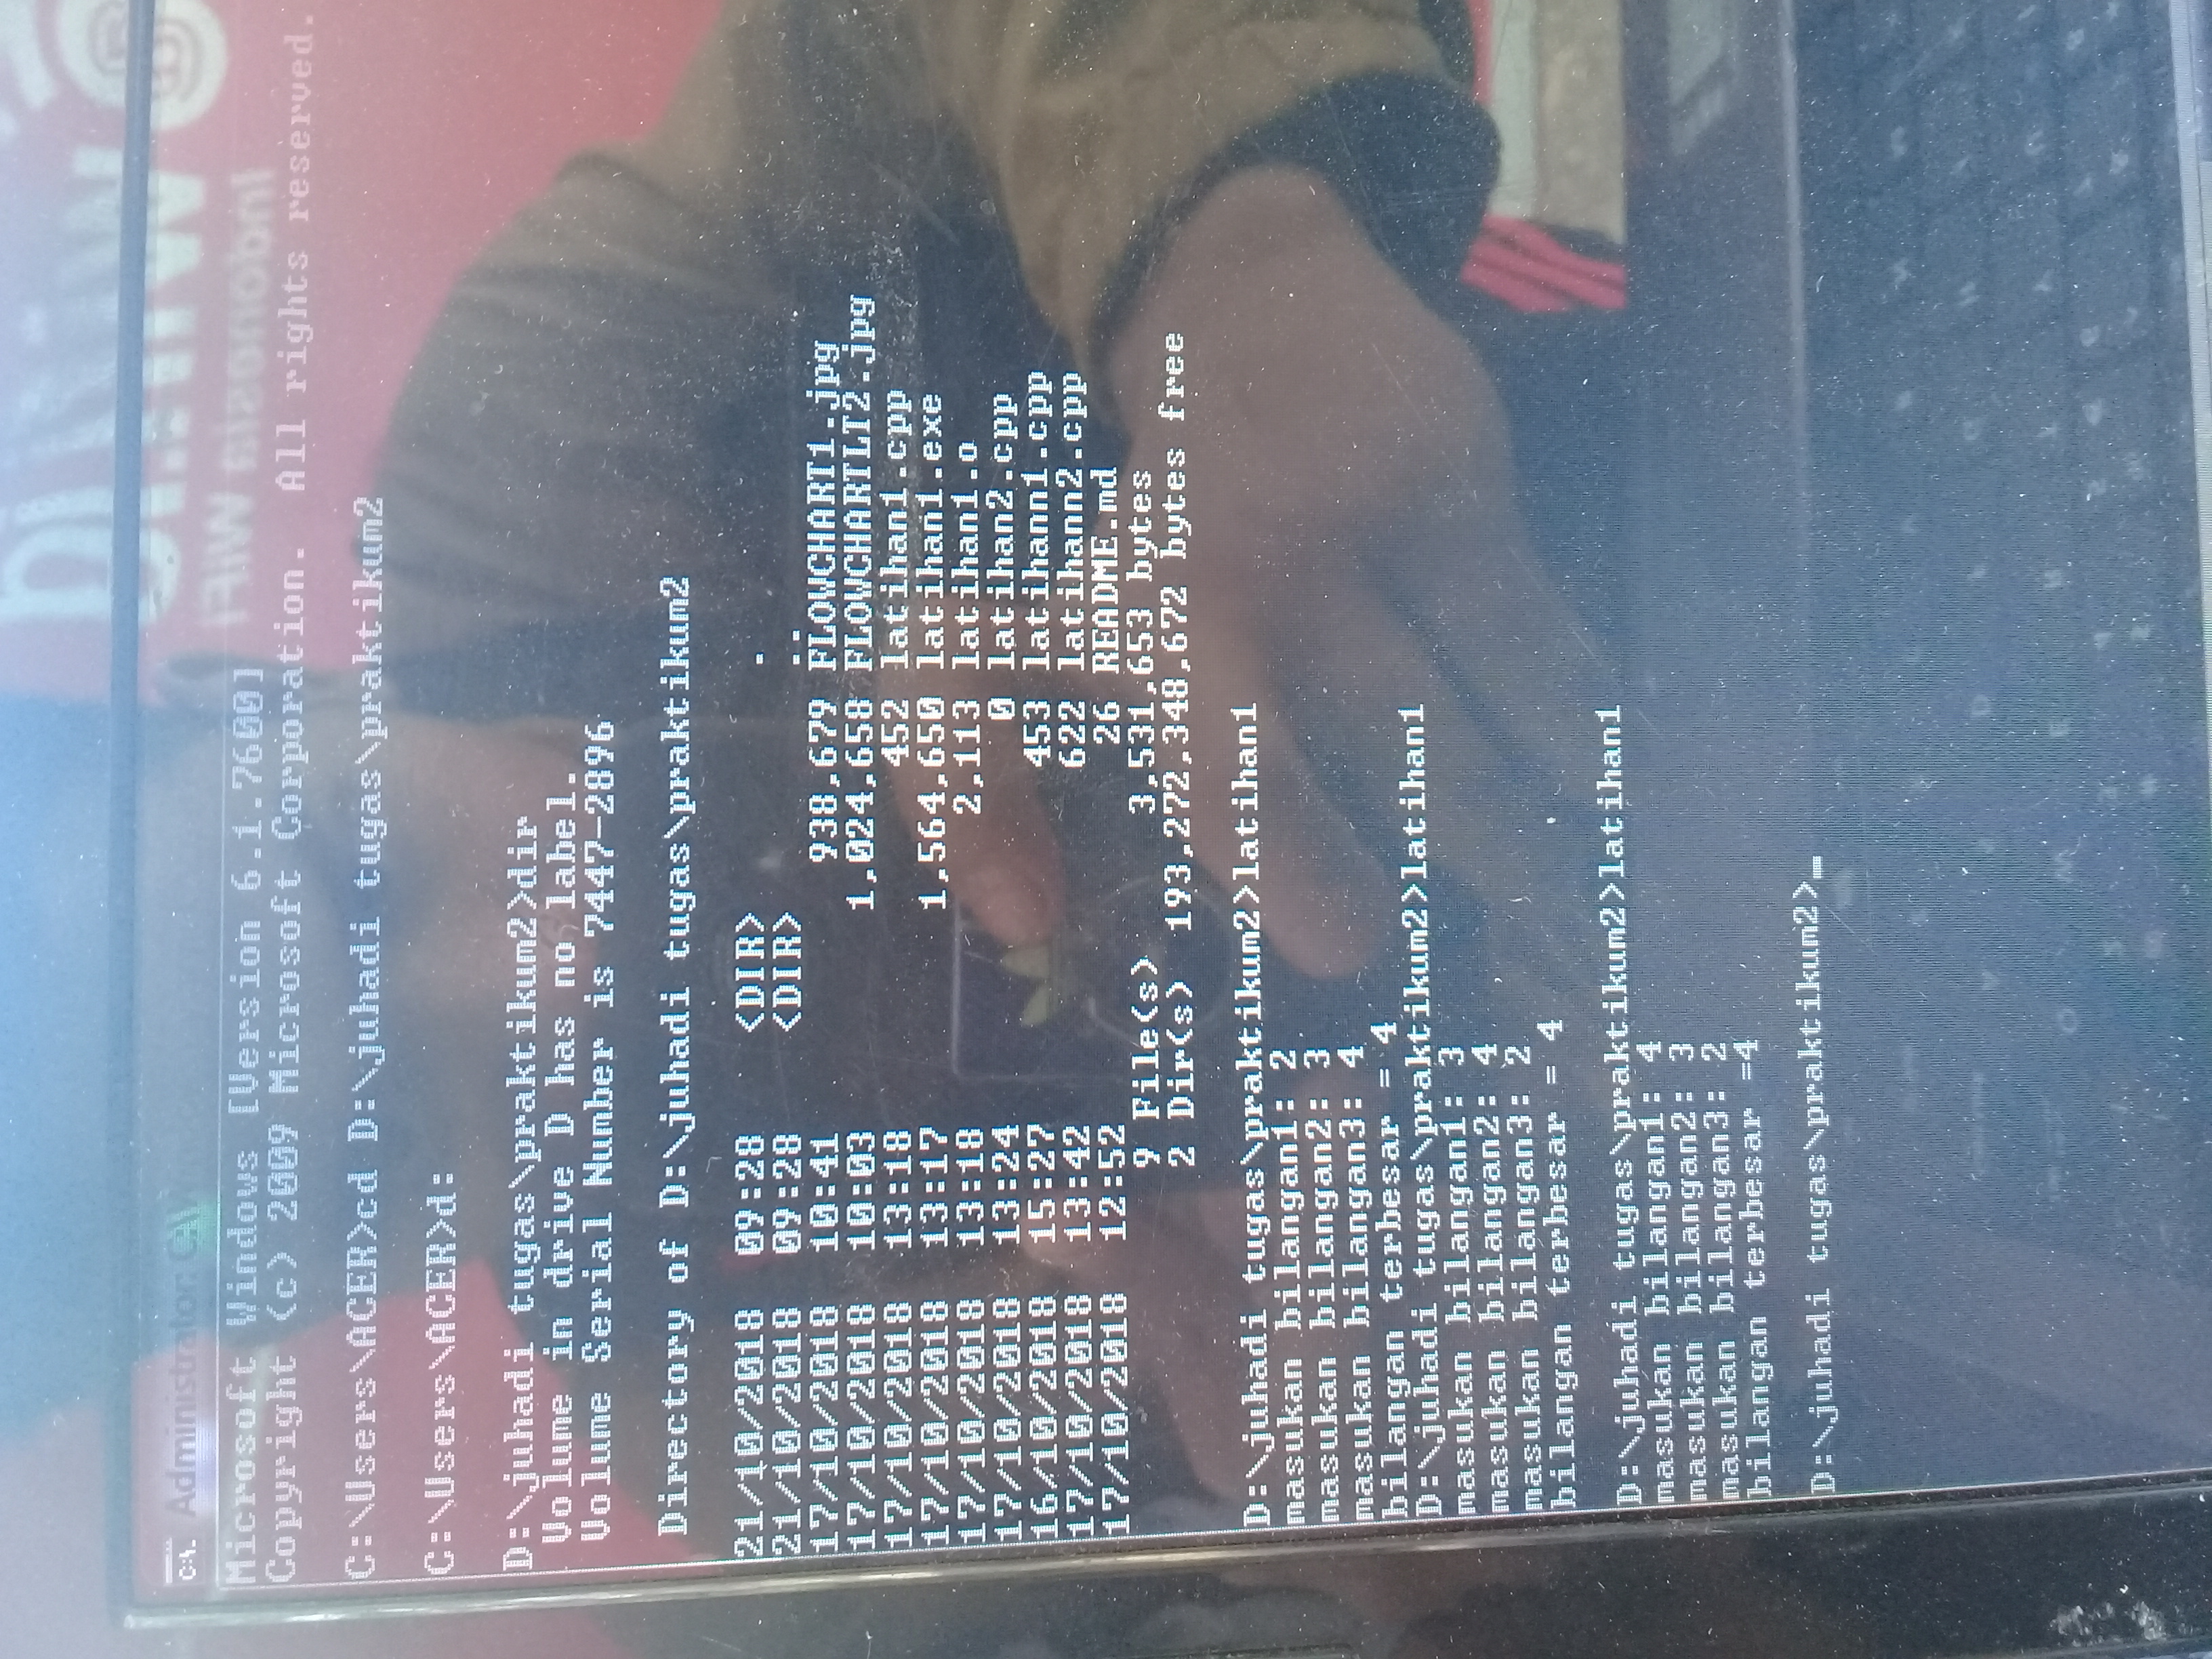 wifi.id
Indonesia WiFi
Administrator: C:\W
Microsoft Windows [Version 6.1.7600]
Copyright (c) 2009 Microsoft Corporation.  All rights reserved.
C:\Users\ACER>cd D:\juhadi tugas\praktikum2
C:\Users\ACER>d:
D:\juhadi tugas\praktikum2>dir
Volume in drive D has no label.
Volume Serial Number is 7447-2896
Directory of D:\juhadi tugas\praktikum2
21/10/2018  09:28    <DIR>          .
21/10/2018  09:28    <DIR>          ..
17/10/2018  10:41           938,679 FLOWCHART1.jpg
17/10/2018  10:03         1,024,658 FLOWCHARTLT2.jpg
17/10/2018  13:18               452 latihan1.cpp
17/10/2018  13:17         1,564,650 latihan1.exe
17/10/2018  13:18             2,113 latihan1.o
17/10/2018  13:24                 0 latihan2.cpp
16/10/2018  15:27               453 latihann1.cpp
17/10/2018  13:42               622 latihann2.cpp
17/10/2018  12:52                26 README.md
9 File(s)      3,531,653 bytes
2 Dir(s)  193,272,348,672 bytes free
D:\juhadi tugas\praktikum2>latihan1
masukan bilangan1: 2
masukan bilangan2: 3
masukan bilangan3: 4
bilangan terbesar = 4
D:\juhadi tugas\praktikum2>latihan1
masukan bilangan1: 3
masukan bilangan2: 4
masukan bilangan3: 2
bilangan terbesar = 4
D:\juhadi tugas\praktikum2>latihan1
masukan bilangan1: 4
masukan bilangan2: 3
masukan bilangan3: 2
bilangan terbesar =4
D:\juhadi tugas\praktikum2>_